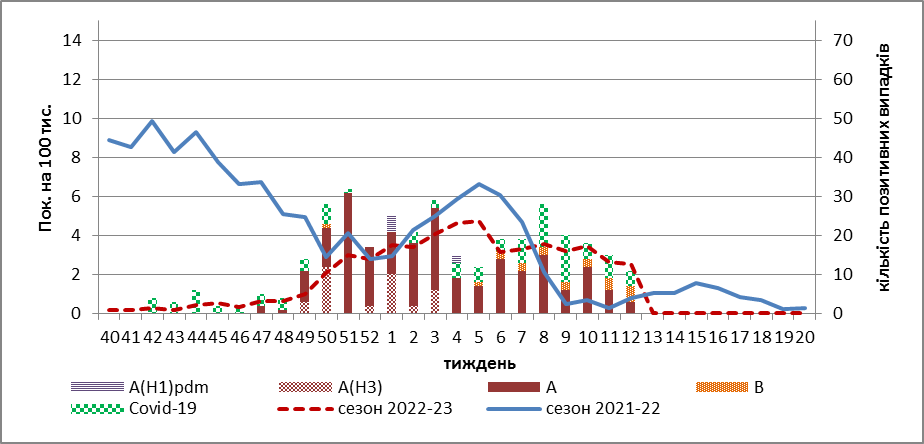 Пок. на 100 тис.
14
12
10
8
6
4
2
0
70
60
50
40
30
20
10
0
кількість позитивних випадків
40 41 42 43 44 45 46 47 48 49 50 51 52 1 2 3 4 5 6 7 8 9 10 11 12 13 14 15 16 17 18 19 20
тиждень
A(H1)pdm A(H3) A B
Covid-19 сезон 2022-23 сезон 2021-22